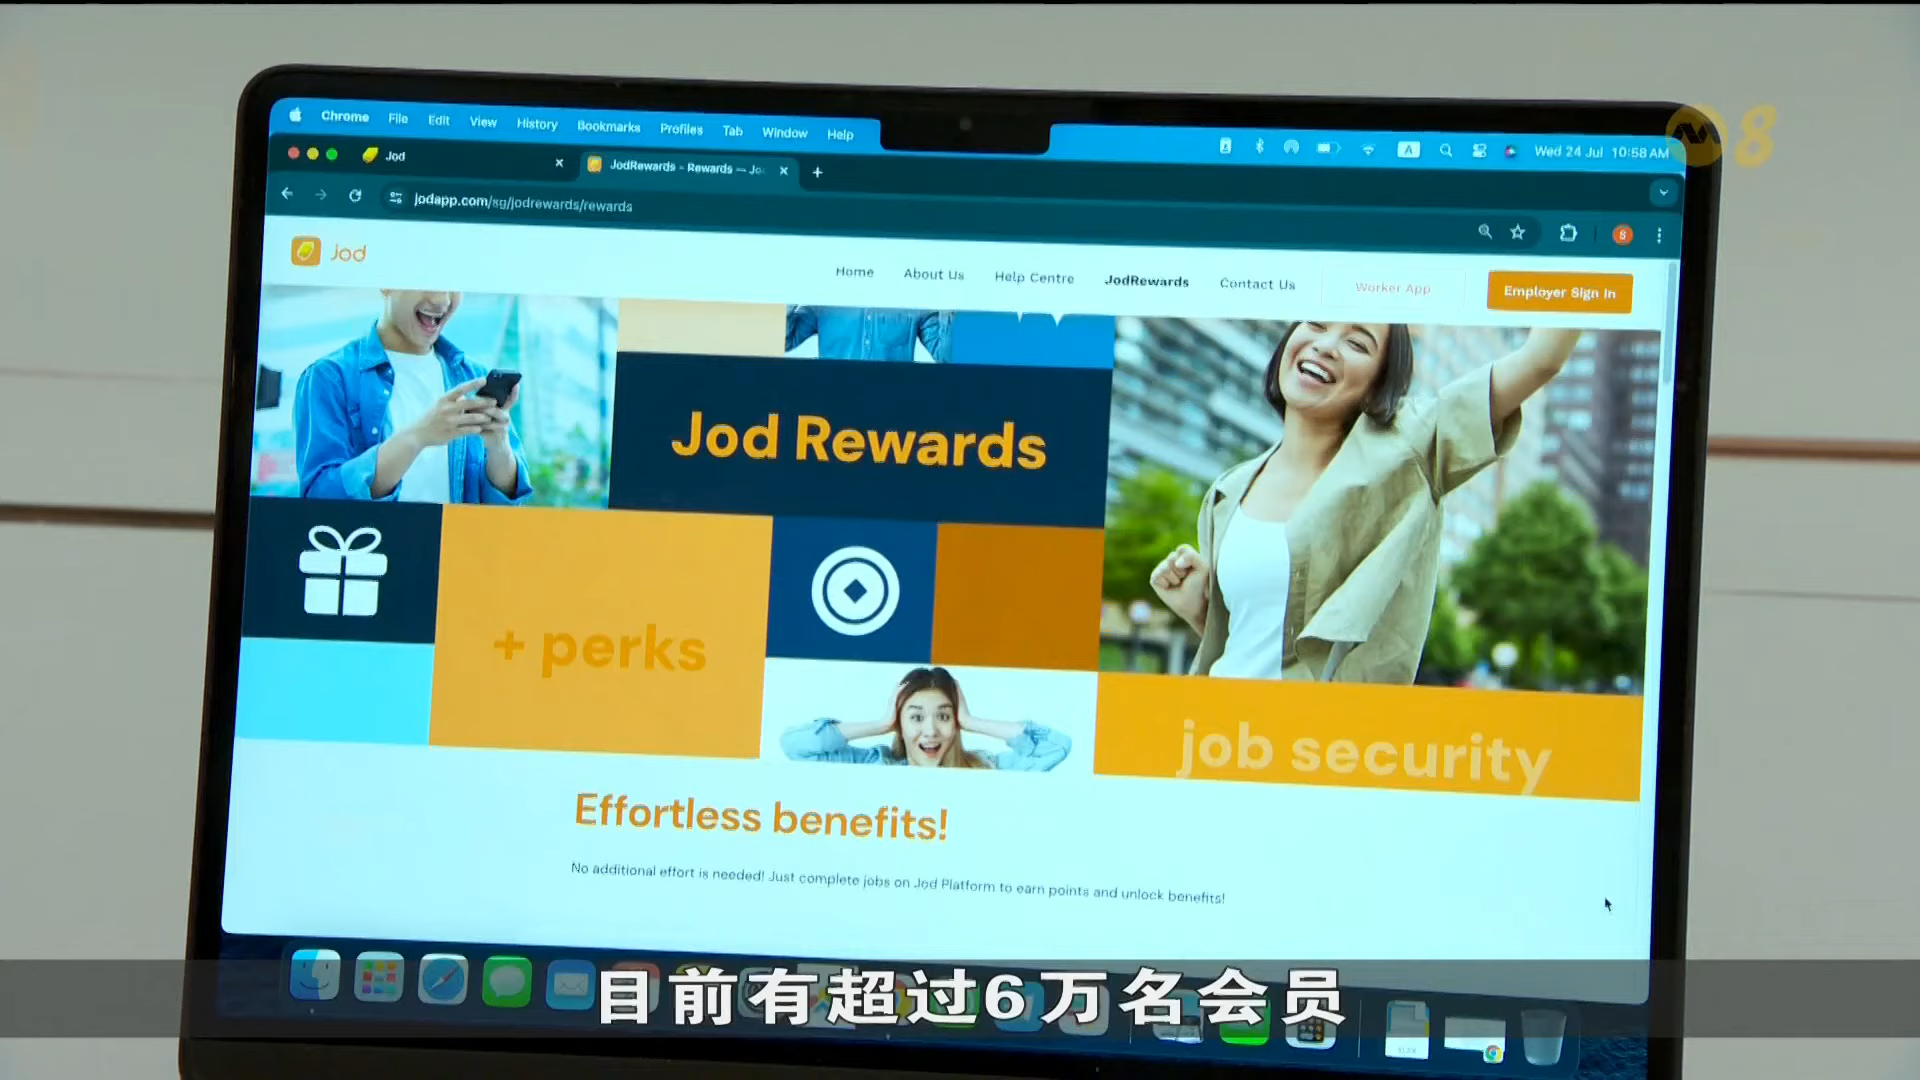 8
Chrome File Edit View History Bookmarks Profiles Tab Window Help
A
Wed 24 Jul 10:58 AM
Jod
JodRewards - Rewards — Jo
jodapp.com/sg/jodrewards/rewards
Jod
Home About Us Help Centre JodRewards Contact Us Worker App Employer Sign In
Jod Rewards
+ perks
job security
Effortless benefits!
No additional effort is needed! Just complete jobs on Jod Platform to earn points and unlock benefits!
目前有超过6万名会员